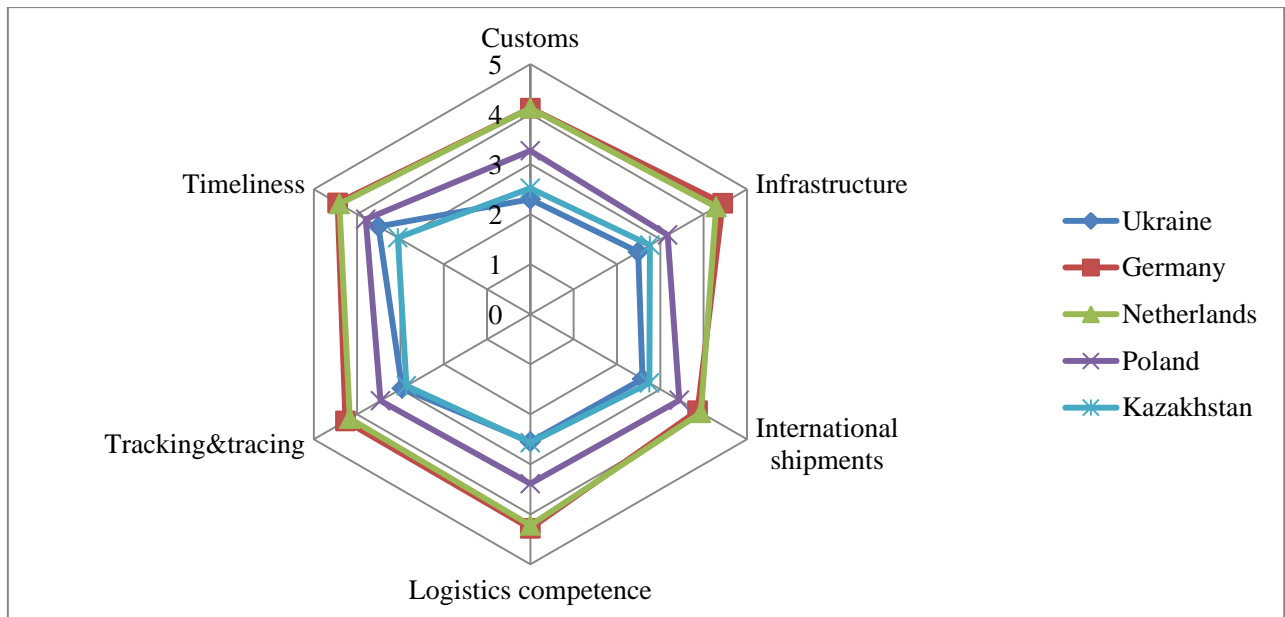 Customs
5
4
3
2
1
0
Timeliness
Infrastructure
Tracking&tracing
International
shipments
Logistics competence
Ukraine
Germany
Netherlands
Poland
Kazakhstan